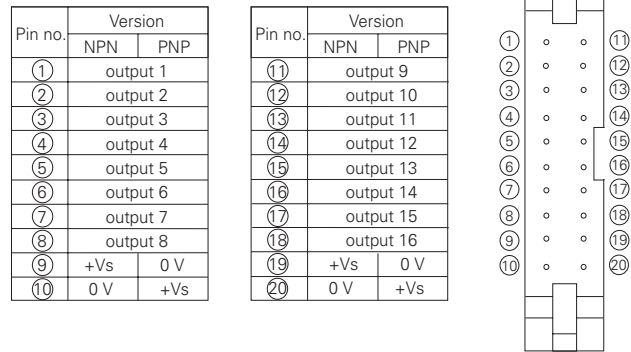 Pin no. Version
NPN PNP
① output 1
② output 2
③ output 3
④ output 4
⑤ output 5
⑥ output 6
⑦ output 7
⑧ output 8
⑨ +Vs 0 V
⑩ 0 V +Vs
Pin no. Version
NPN PNP
⑪ output 9
⑫ output 10
⑬ output 11
⑭ output 12
⑮ output 13
⑯ output 14
⑰ output 15
⑱ output 16
⑲ +Vs 0 V
⑳ 0 V +Vs
① ⑪
② ⑫
③ ⑬
④ ⑭
⑤ ⑮
⑥ ⑯
⑦ ⑰
⑧ ⑱
⑨ ⑲
⑩ ⑳